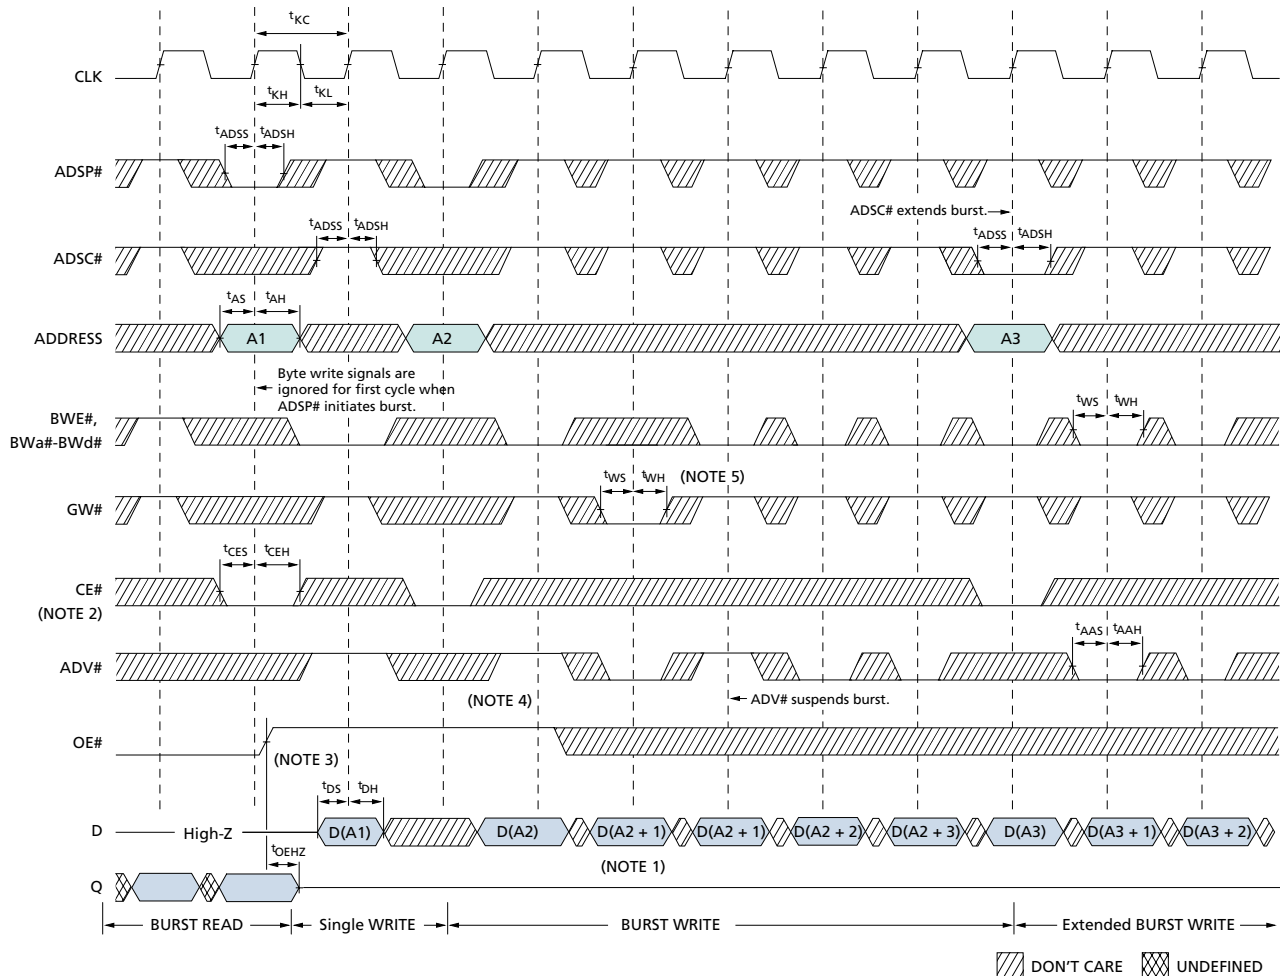 tKC
CLK
tKH tKL
tADSS tADSH
ADSP#
ADSC# extends burst.
tADSS tADSH tADSS tADSH
ADSC#
tAS tAH
ADDRESS A1 A2 A3
Byte write signals are
ignored for first cycle when
ADSP# initiates burst.
BWE#,
BWa#-BWd#
tWS tWH
tWS tWH (NOTE 5)
GW#
tCES tCEH
CE#
(NOTE 2)
tAAS tAAH
ADV#
(NOTE 4) ADV# suspends burst.
OE#
(NOTE 3)
tDS tDH
D High-Z D(A1) D(A2) D(A2 + 1) D(A2 + 1) D(A2 + 2) D(A2 + 3) D(A3) D(A3 + 1) D(A3 + 2)
tOEHZ (NOTE 1)
Q
BURST READ Single WRITE BURST WRITE Extended BURST WRITE
DON'T CARE UNDEFINED